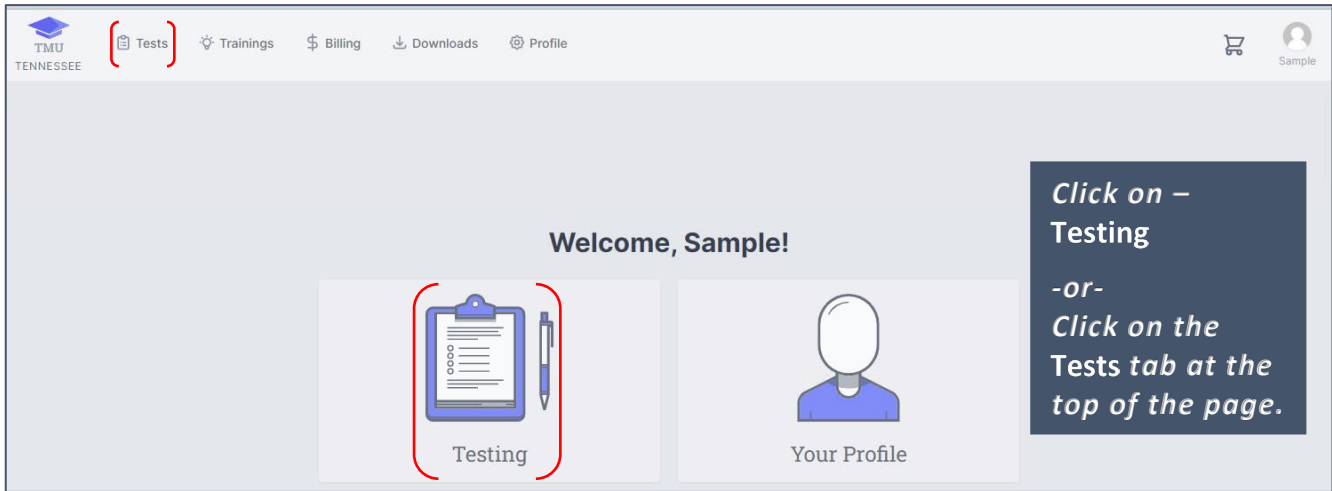 TMU
TENNESSEE
Tests
Trainings
$ Billing
Downloads
Profile
Sample
Welcome, Sample!
Testing
Your Profile
Click on –
Testing
-or-
Click on the
Tests tab at the
top of the page.